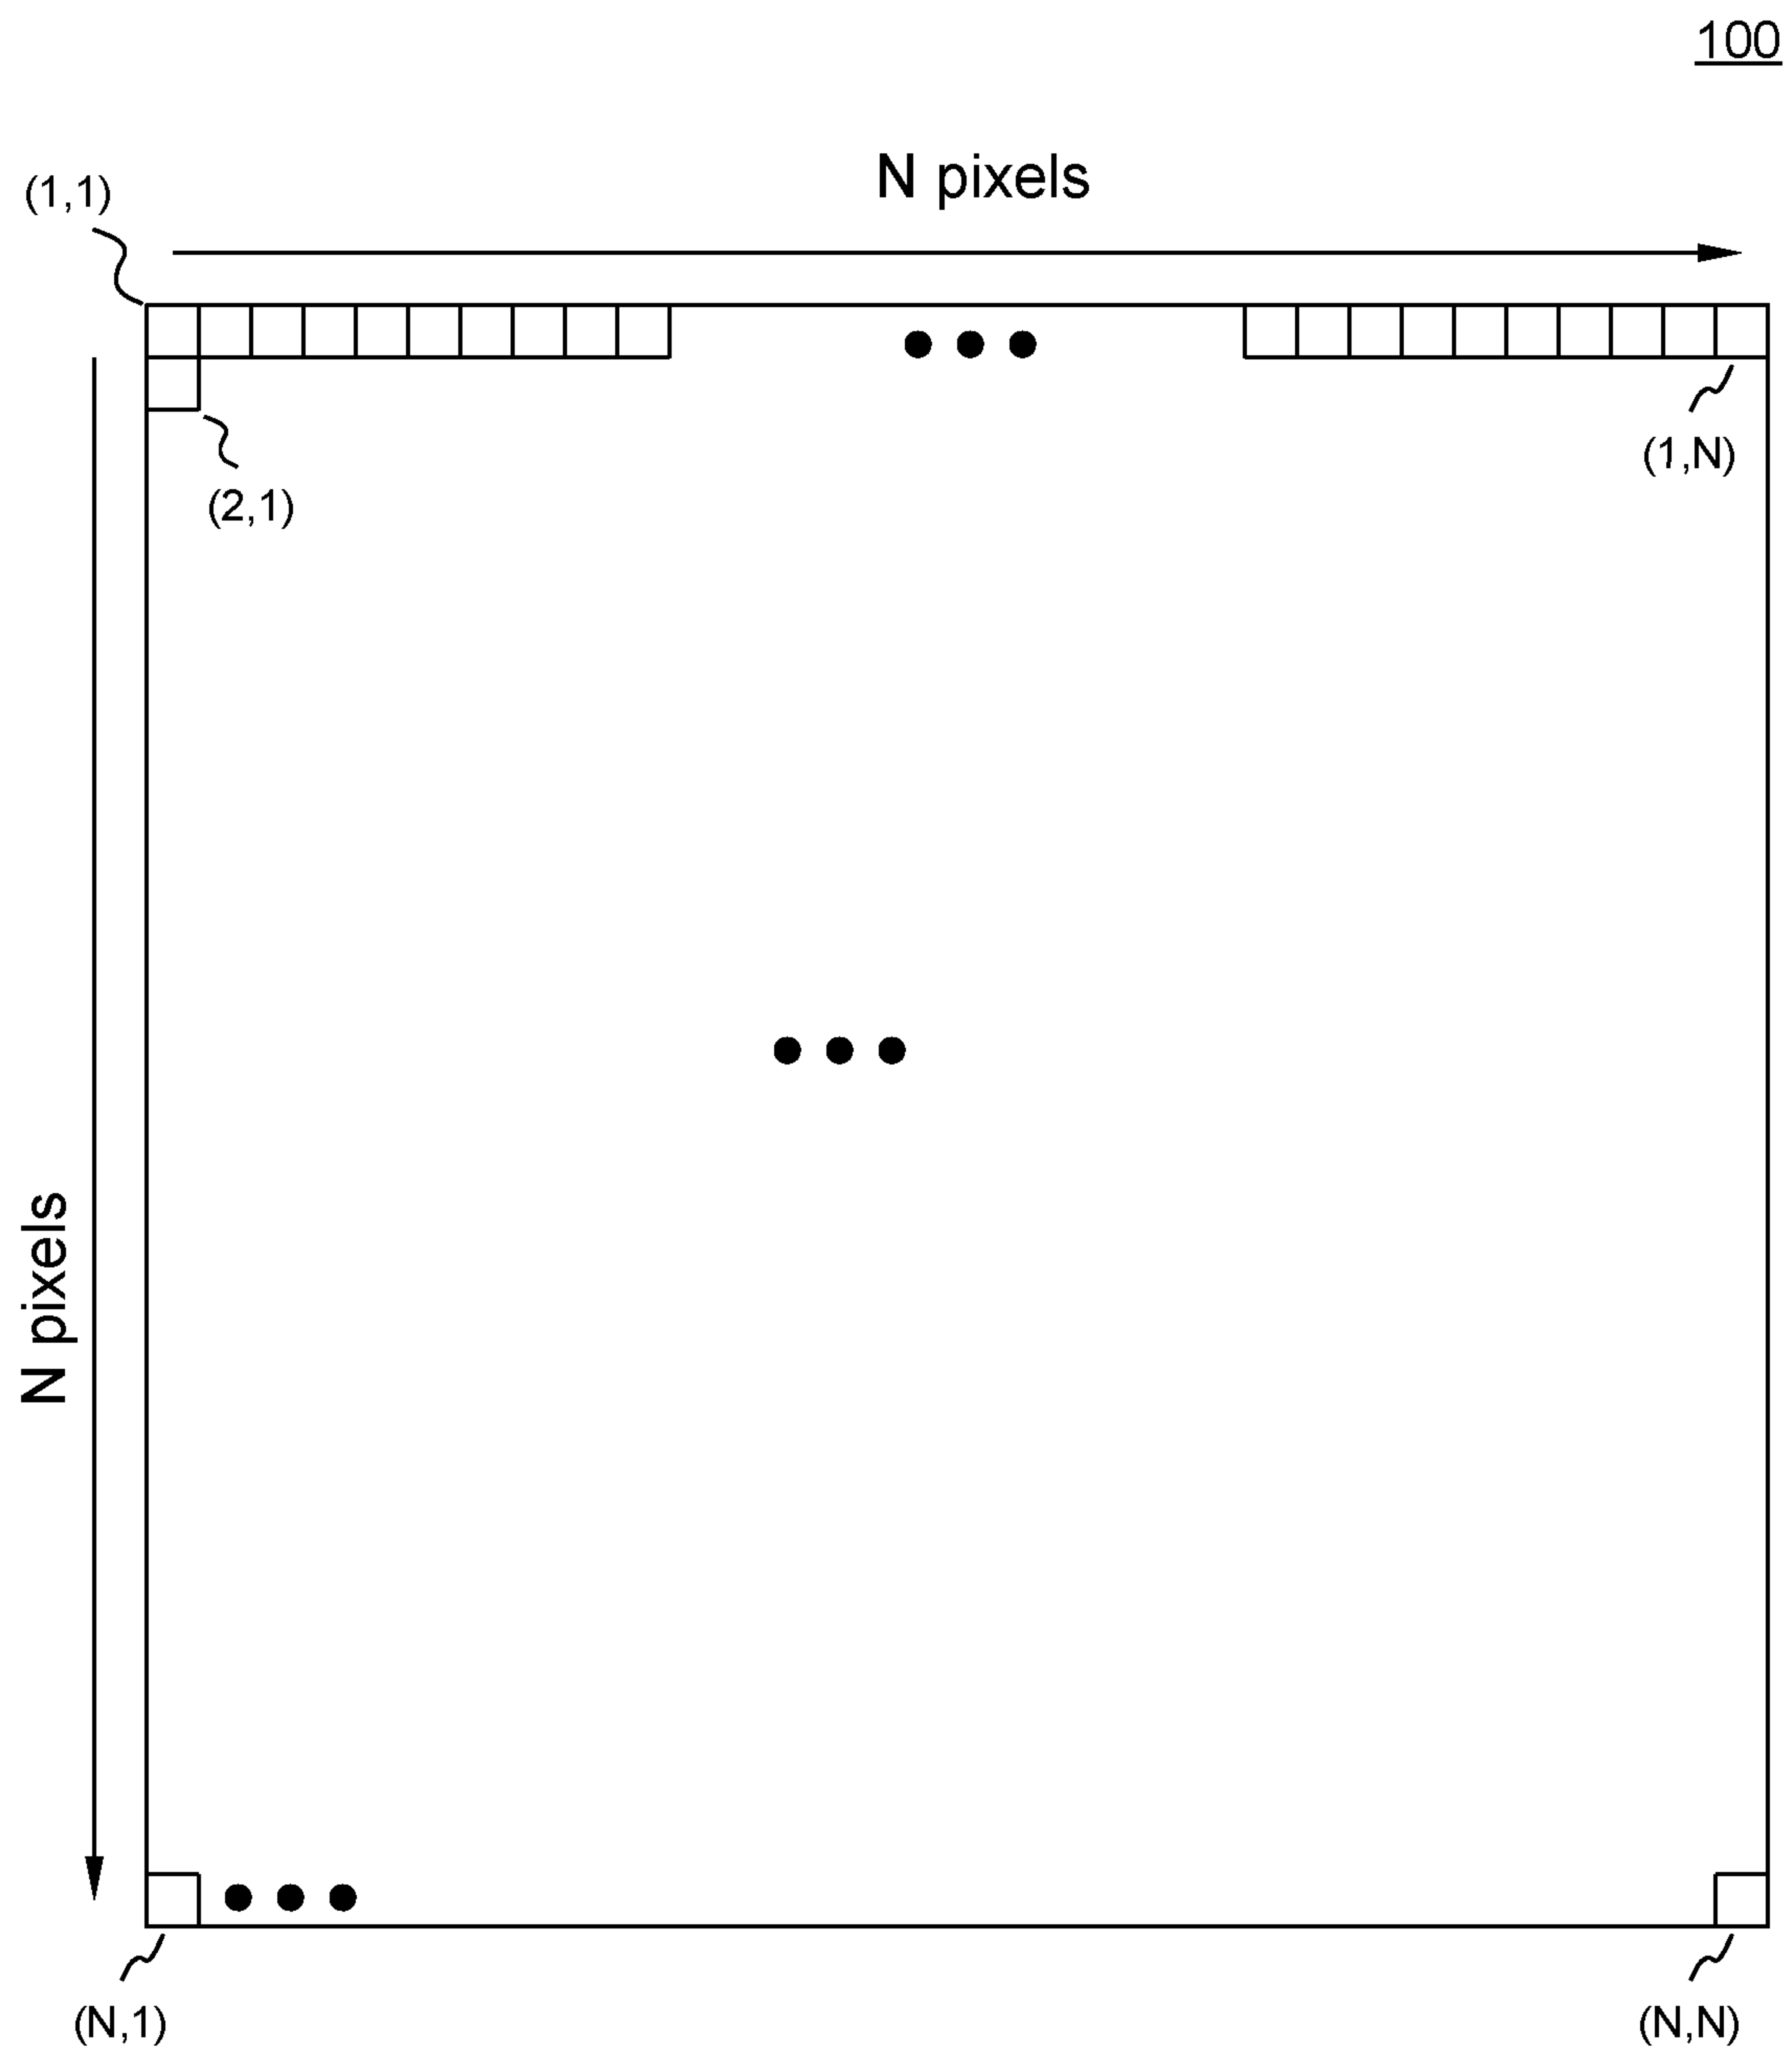 100
N pixels
(1,1)
(1,N)
(2,1)
N pixels
(N,1)
(N,N)